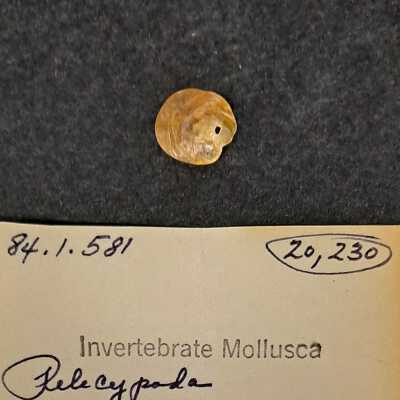 84.1.581 20,230
Invertebrate Mollusca
Pelecypoda